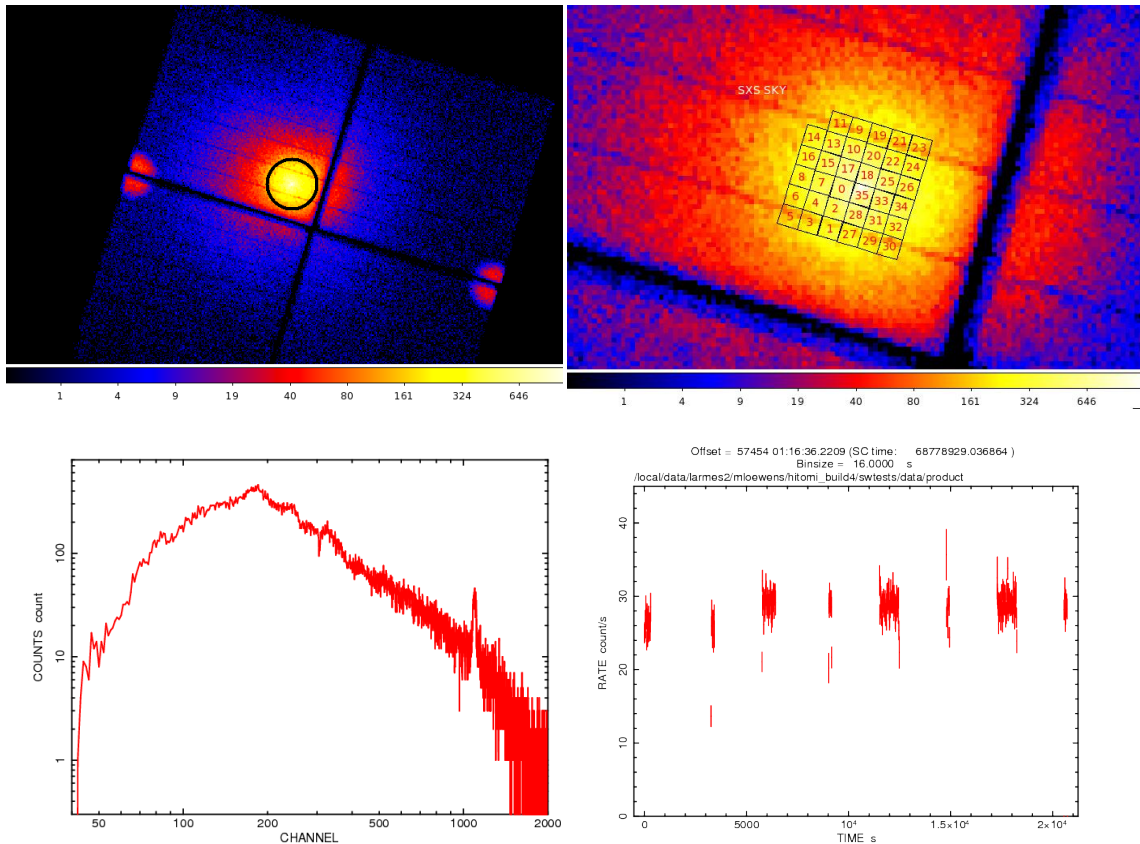 SXS SKY
11 9 19 21 23
14 13 10 20 22 24
16 15 17 18 25 26
8 7 0 35 33 34
6 4 2 28 31 32
5 3 1 27 29 30
1 4 9 19 40 80 161 324 646
1 4 9 19 40 80 161 324 646
COUNTS count
100
10
1
50 100 200 500 1000 2000
CHANNEL
Offset = 57454 01:16:36.2209 (SC time: 68778929.036864 )
Binsize = 16.0000 s
/local/data/larmes2/mloewens/hitomi_build4/swtests/data/product
RATE count/s
40
30
20
10
0
0 5000 10⁴ 1.5×10⁴ 2×10⁴
TIME s